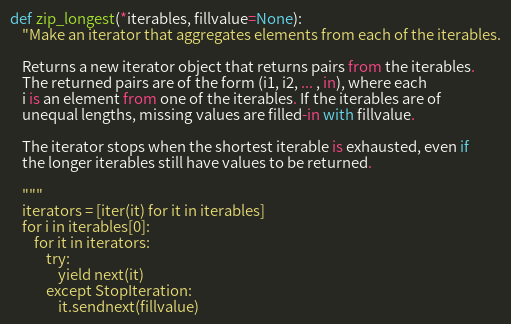 def zip_longest(*iterables, fillvalue=None):
"Make an iterator that aggregates elements from each of the iterables.
Returns a new iterator object that returns pairs from the iterables.
The returned pairs are of the form (i1, i2, ... , in), where each
i is an element from one of the iterables. If the iterables are of
unequal lengths, missing values are filled-in with fillvalue.
The iterator stops when the shortest iterable is exhausted, even if
the longer iterables still have values to be returned.
"""
iterators = [iter(it) for it in iterables]
for i in iterables[0]:
for it in iterators:
try:
yield next(it)
except StopIteration:
it.sendnext(fillvalue)